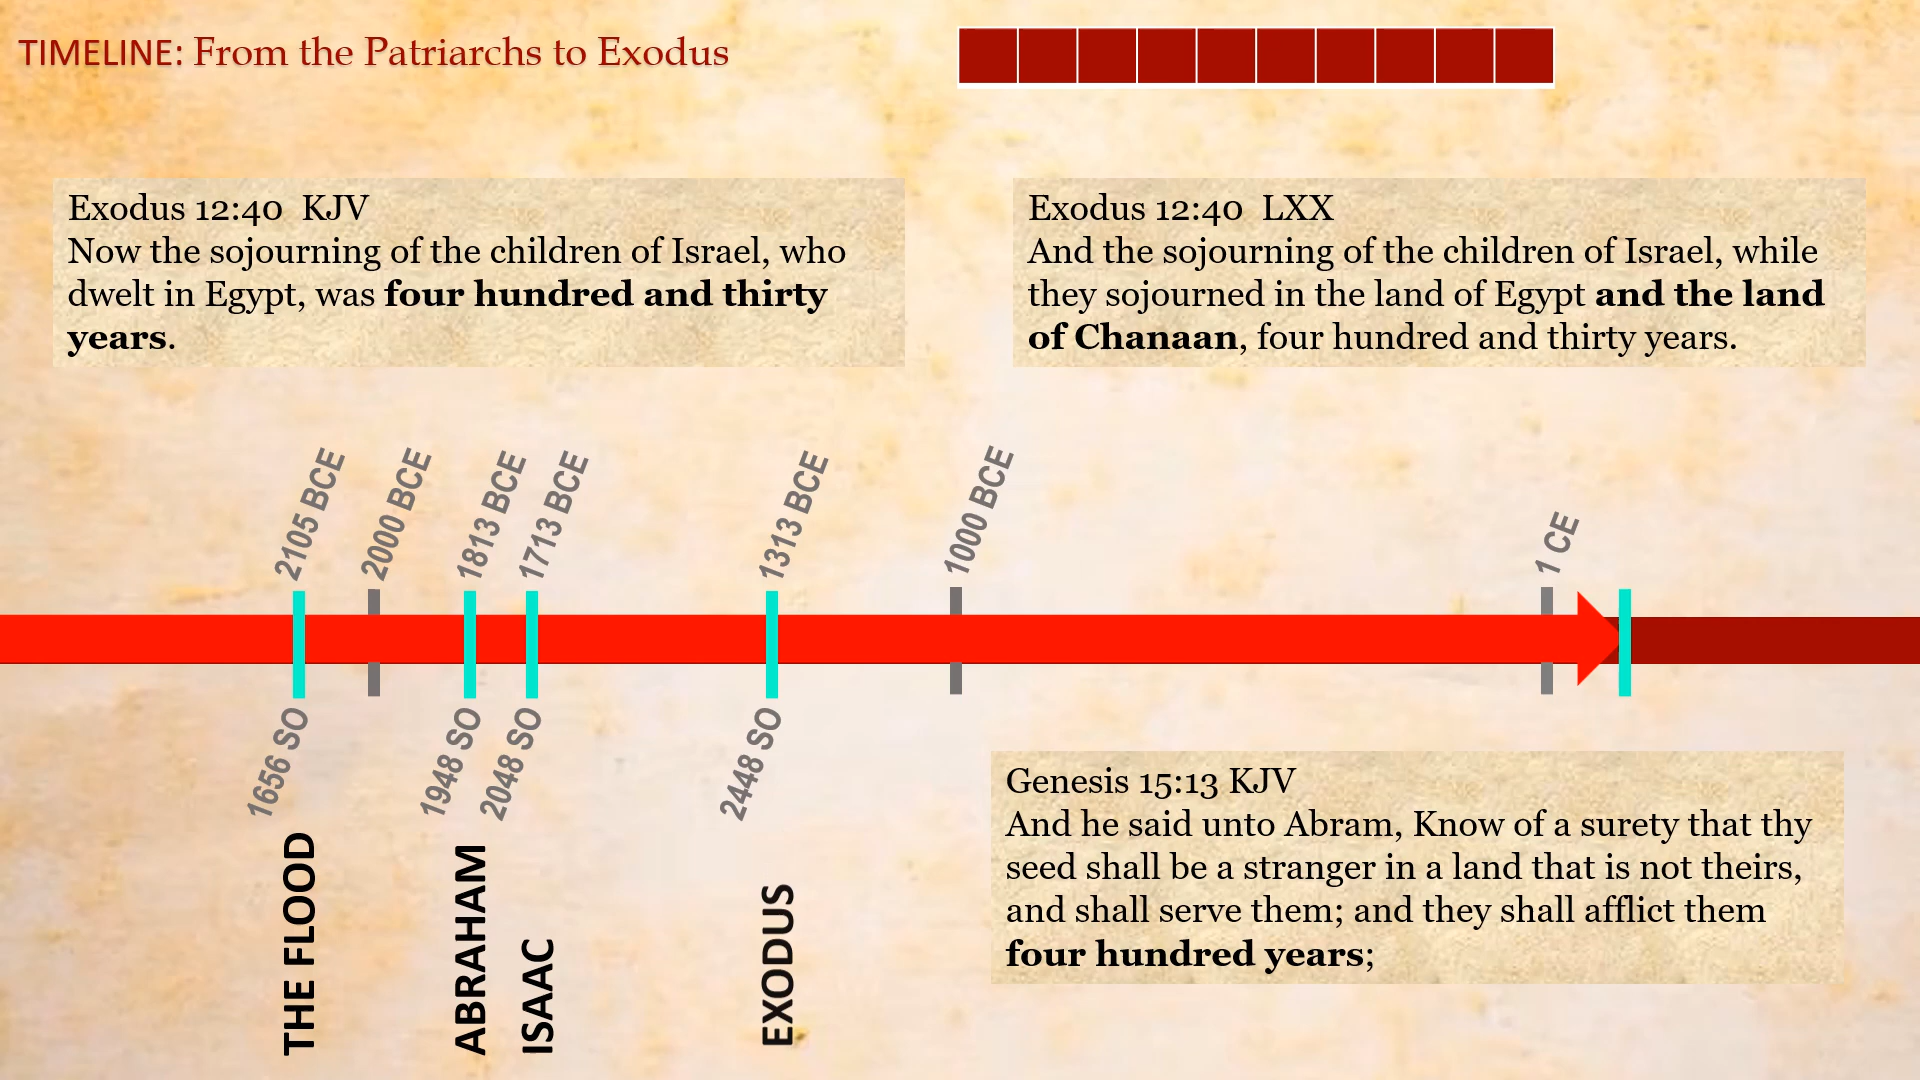 TIMELINE: From the Patriarchs to Exodus
Exodus 12:40  KJV
Now the sojourning of the children of Israel, who
dwelt in Egypt, was four hundred and thirty
years.
Exodus 12:40  LXX
And the sojourning of the children of Israel, while
they sojourned in the land of Egypt and the land
of Chanaan, four hundred and thirty years.
2105 BCE
2000 BCE
1813 BCE
1713 BCE
1313 BCE
1000 BCE
1 CE
1656 SO
1948 SO
2048 SO
2448 SO
THE FLOOD
ABRAHAM
ISAAC
EXODUS
Genesis 15:13 KJV
And he said unto Abram, Know of a surety that thy
seed shall be a stranger in a land that is not theirs,
and shall serve them; and they shall afflict them
four hundred years;